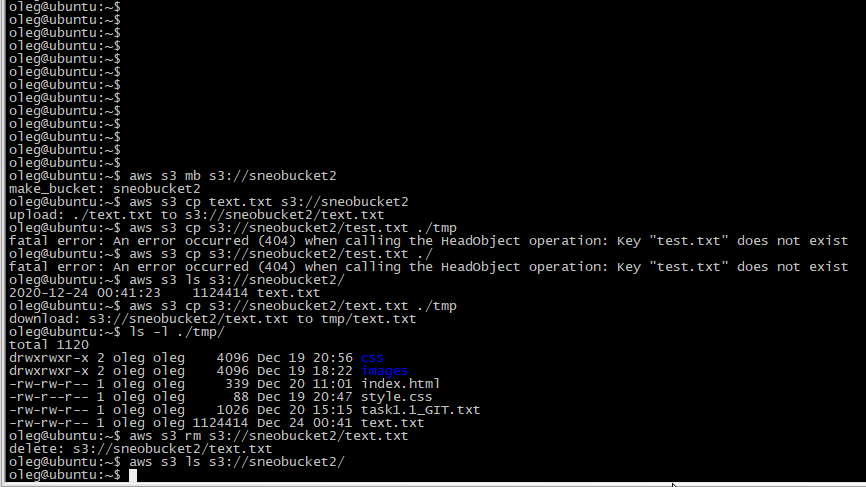 oleg@ubuntu:~$
oleg@ubuntu:~$
oleg@ubuntu:~$
oleg@ubuntu:~$
oleg@ubuntu:~$
oleg@ubuntu:~$
oleg@ubuntu:~$
oleg@ubuntu:~$
oleg@ubuntu:~$
oleg@ubuntu:~$
oleg@ubuntu:~$
oleg@ubuntu:~$
oleg@ubuntu:~$
oleg@ubuntu:~$ aws s3 mb s3://sneobucket2
make_bucket: sneobucket2
oleg@ubuntu:~$ aws s3 cp text.txt s3://sneobucket2
upload: ./text.txt to s3://sneobucket2/text.txt
oleg@ubuntu:~$ aws s3 cp s3://sneobucket2/test.txt ./tmp
fatal error: An error occurred (404) when calling the HeadObject operation: Key "test.txt" does not exist
oleg@ubuntu:~$ aws s3 cp s3://sneobucket2/test.txt ./
fatal error: An error occurred (404) when calling the HeadObject operation: Key "test.txt" does not exist
oleg@ubuntu:~$ aws s3 ls s3://sneobucket2/
2020-12-24 00:41:23    1124414 text.txt
oleg@ubuntu:~$ aws s3 cp s3://sneobucket2/text.txt ./tmp
download: s3://sneobucket2/text.txt to tmp/text.txt
oleg@ubuntu:~$ ls -l ./tmp/
total 1120
drwxrwxr-x 2 oleg oleg    4096 Dec 19 20:56 css
drwxrwxr-x 2 oleg oleg    4096 Dec 19 18:22 images
-rw-rw-r-- 1 oleg oleg     339 Dec 20 11:01 index.html
-rw-r--r-- 1 oleg oleg      88 Dec 19 20:47 style.css
-rw-rw-r-- 1 oleg oleg    1026 Dec 20 15:15 task1.1_GIT.txt
-rw-rw-r-- 1 oleg oleg 1124414 Dec 24 00:41 text.txt
oleg@ubuntu:~$ aws s3 rm s3://sneobucket2/text.txt
delete: s3://sneobucket2/text.txt
oleg@ubuntu:~$ aws s3 ls s3://sneobucket2/
oleg@ubuntu:~$